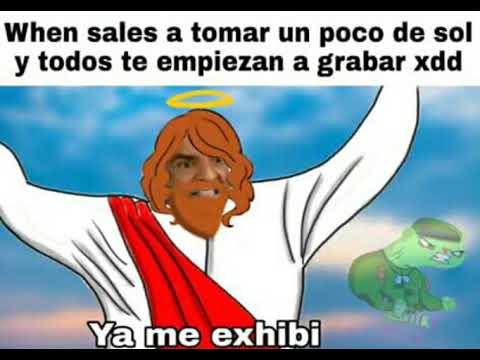 When sales a tomar un poco de sol
y todos te empiezan a grabar xdd
Ya me exhibi